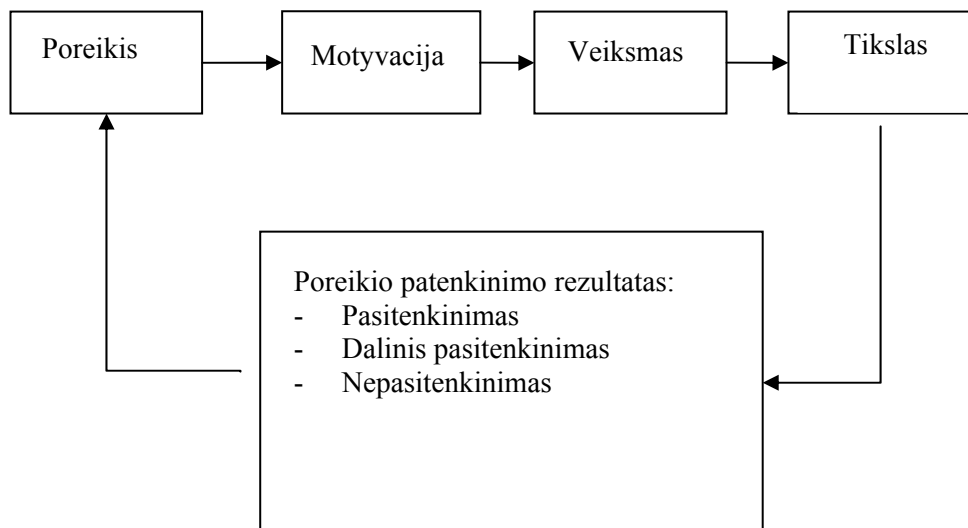 Poreikis
Motyvacija
Veiksmas
Tikslas
Poreikio patenkinimo rezultatas:
- Pasitenkinimas
- Dalinis pasitenkinimas
- Nepasitenkinimas